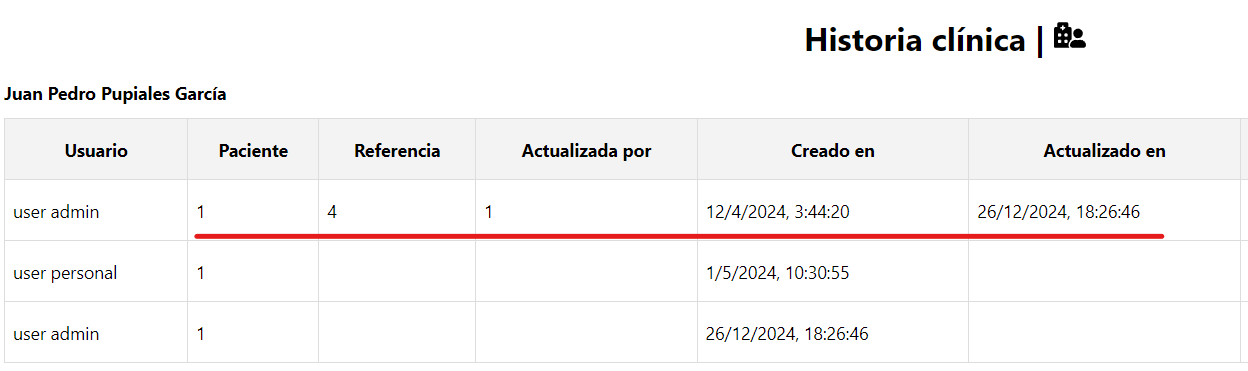 Historia clínica |
Juan Pedro Pupiales García
Usuario Paciente Referencia Actualizada por Creado en Actualizado en
user admin 1 4 1 12/4/2024, 3:44:20 26/12/2024, 18:26:46
user personal 1 1/5/2024, 10:30:55
user admin 1 26/12/2024, 18:26:46